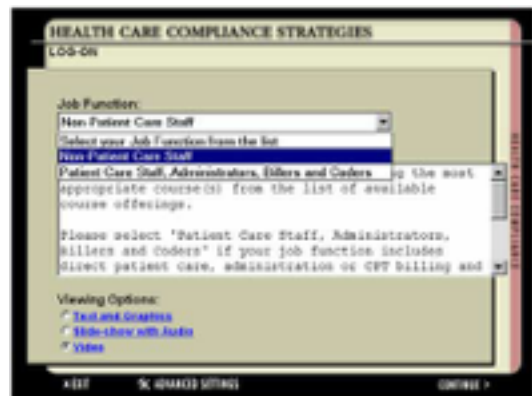 HEALTH CARE COMPLIANCE STRATEGIES
LOG-ON
Job Function:
Non-Patient Care Staff
Select your Job Function from the list
Non-Patient Care Staff
Patient Care Staff, Administrators, Billers and Coders
ng the most
appropriate course(s) from the list of available
course offerings.
Please select 'Patient Care Staff, Administrators,
Billers and Coders' if your job function includes
direct patient care, administration or CPT billing and
Viewing Options:
Text and Graphics
Slide-show with Audio
Video
EXIT
ADVANCED SETTINGS
CONTINUE >
HEALTH CARE COMPLIANCE